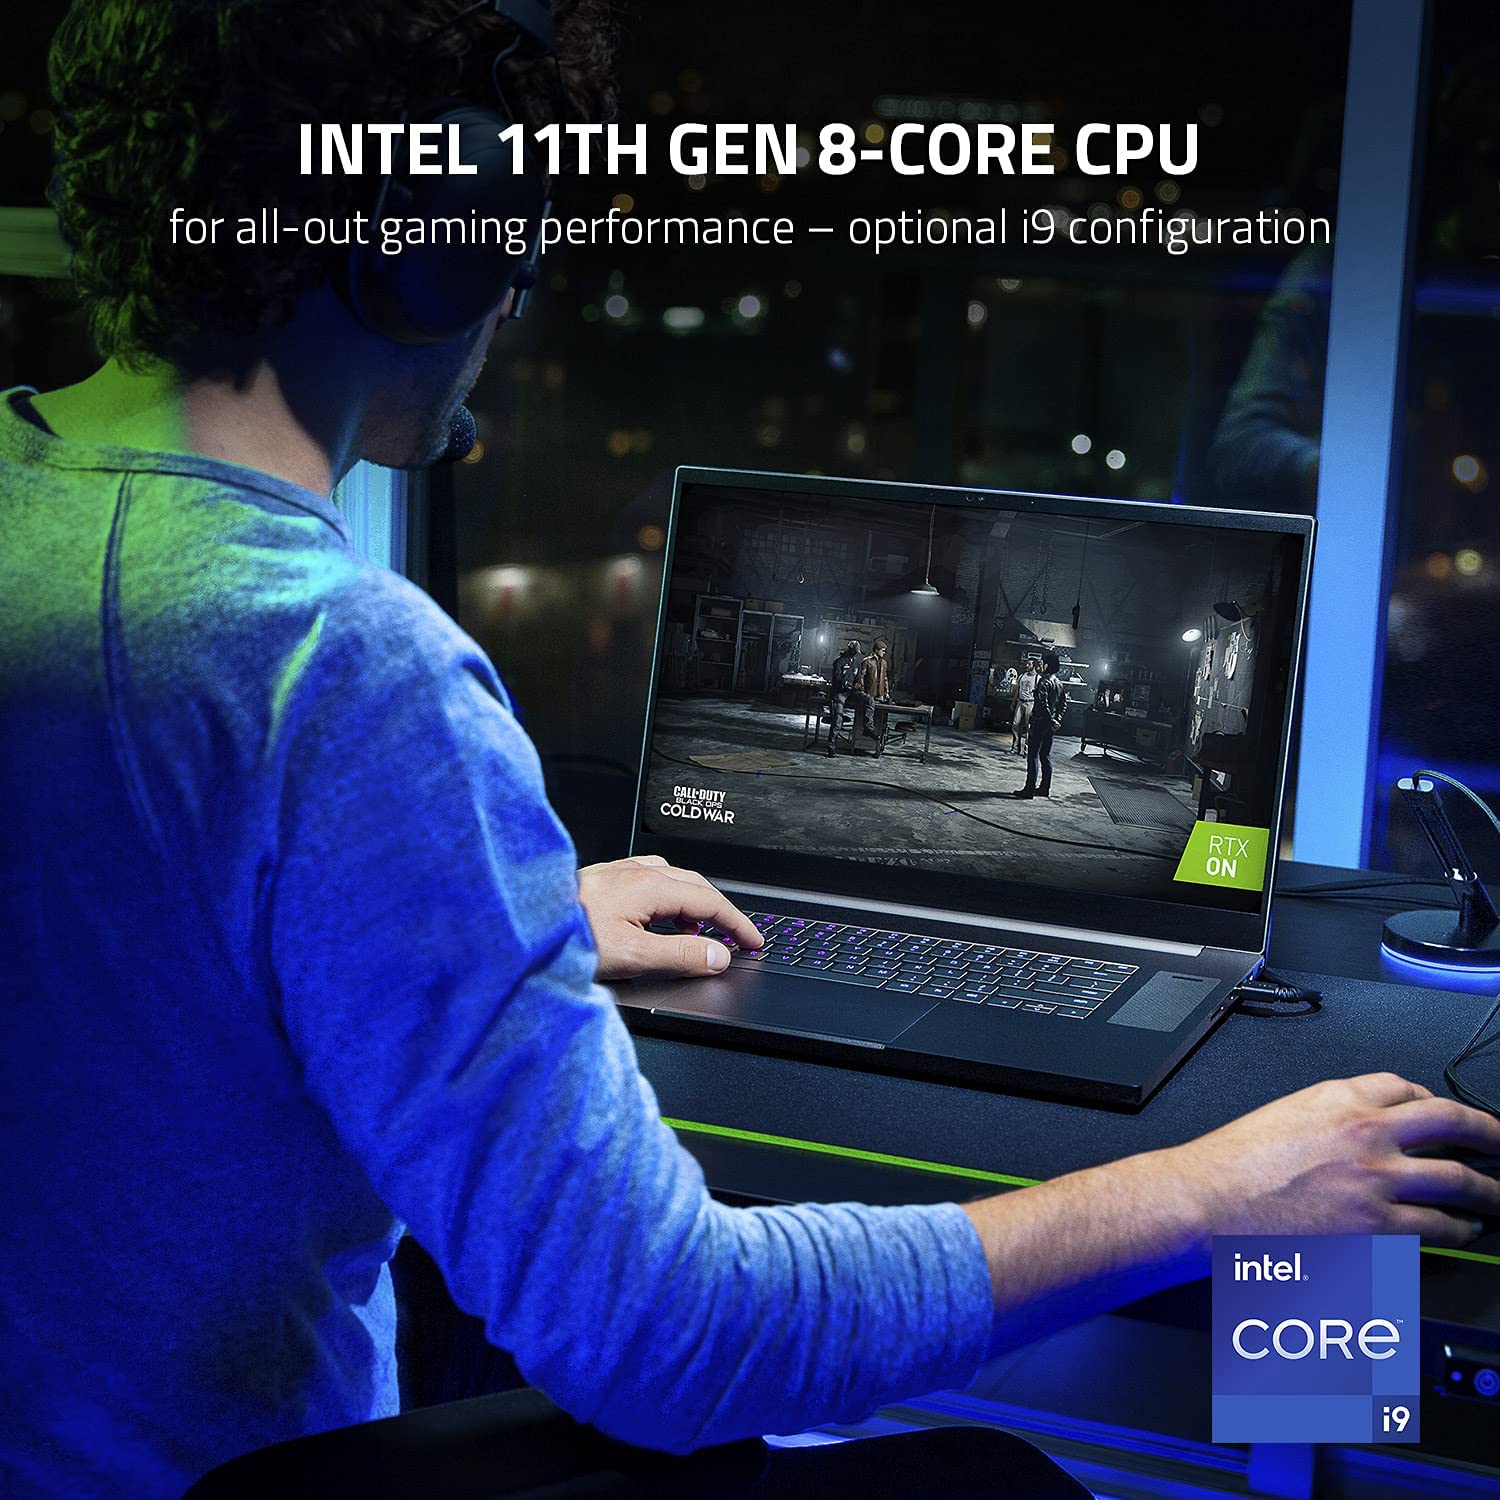 INTEL 11TH GEN 8-CORE CPU
for all-out gaming performance – optional i9 configuration
CALL OF DUTY
BLACK OPS
COLD WAR
RTX
ON
intel®
CORE™
i9